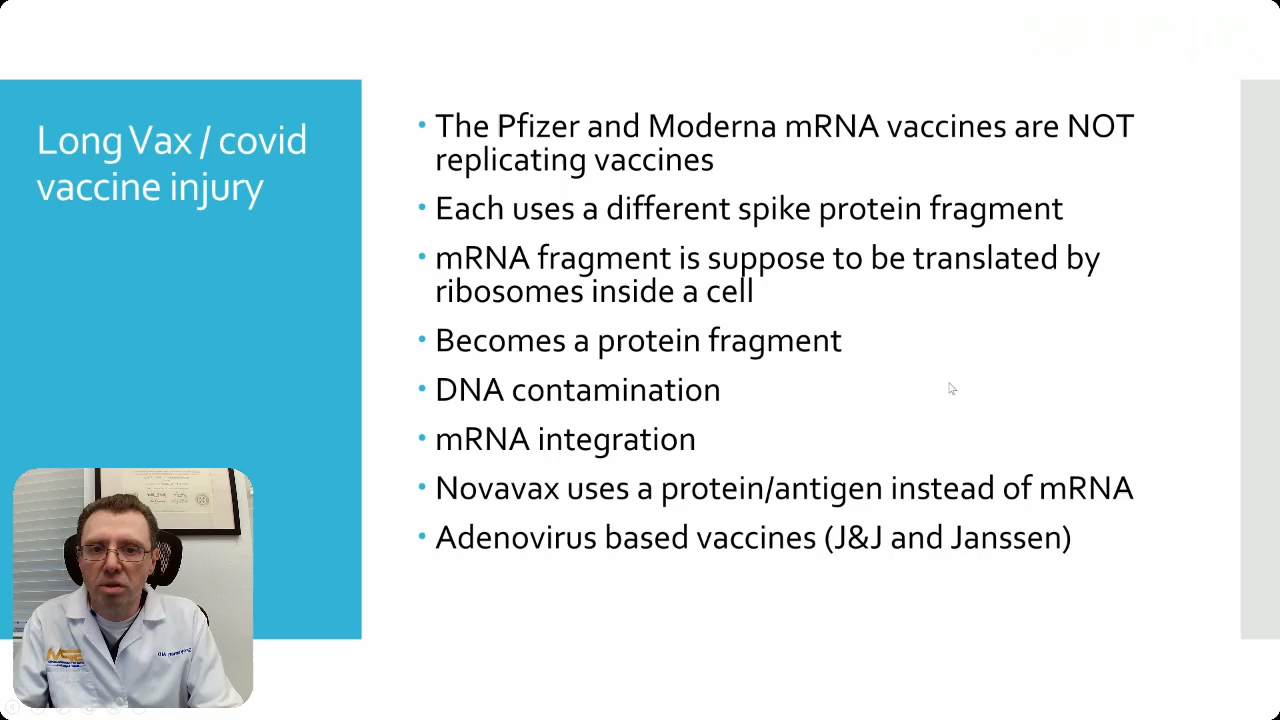 Long Vax / covid
vaccine injury
• The Pfizer and Moderna mRNA vaccines are NOT
replicating vaccines
• Each uses a different spike protein fragment
• mRNA fragment is suppose to be translated by
ribosomes inside a cell
• Becomes a protein fragment
• DNA contamination
• mRNA integration
• Novavax uses a protein/antigen instead of mRNA
• Adenovirus based vaccines (J&J and Janssen)